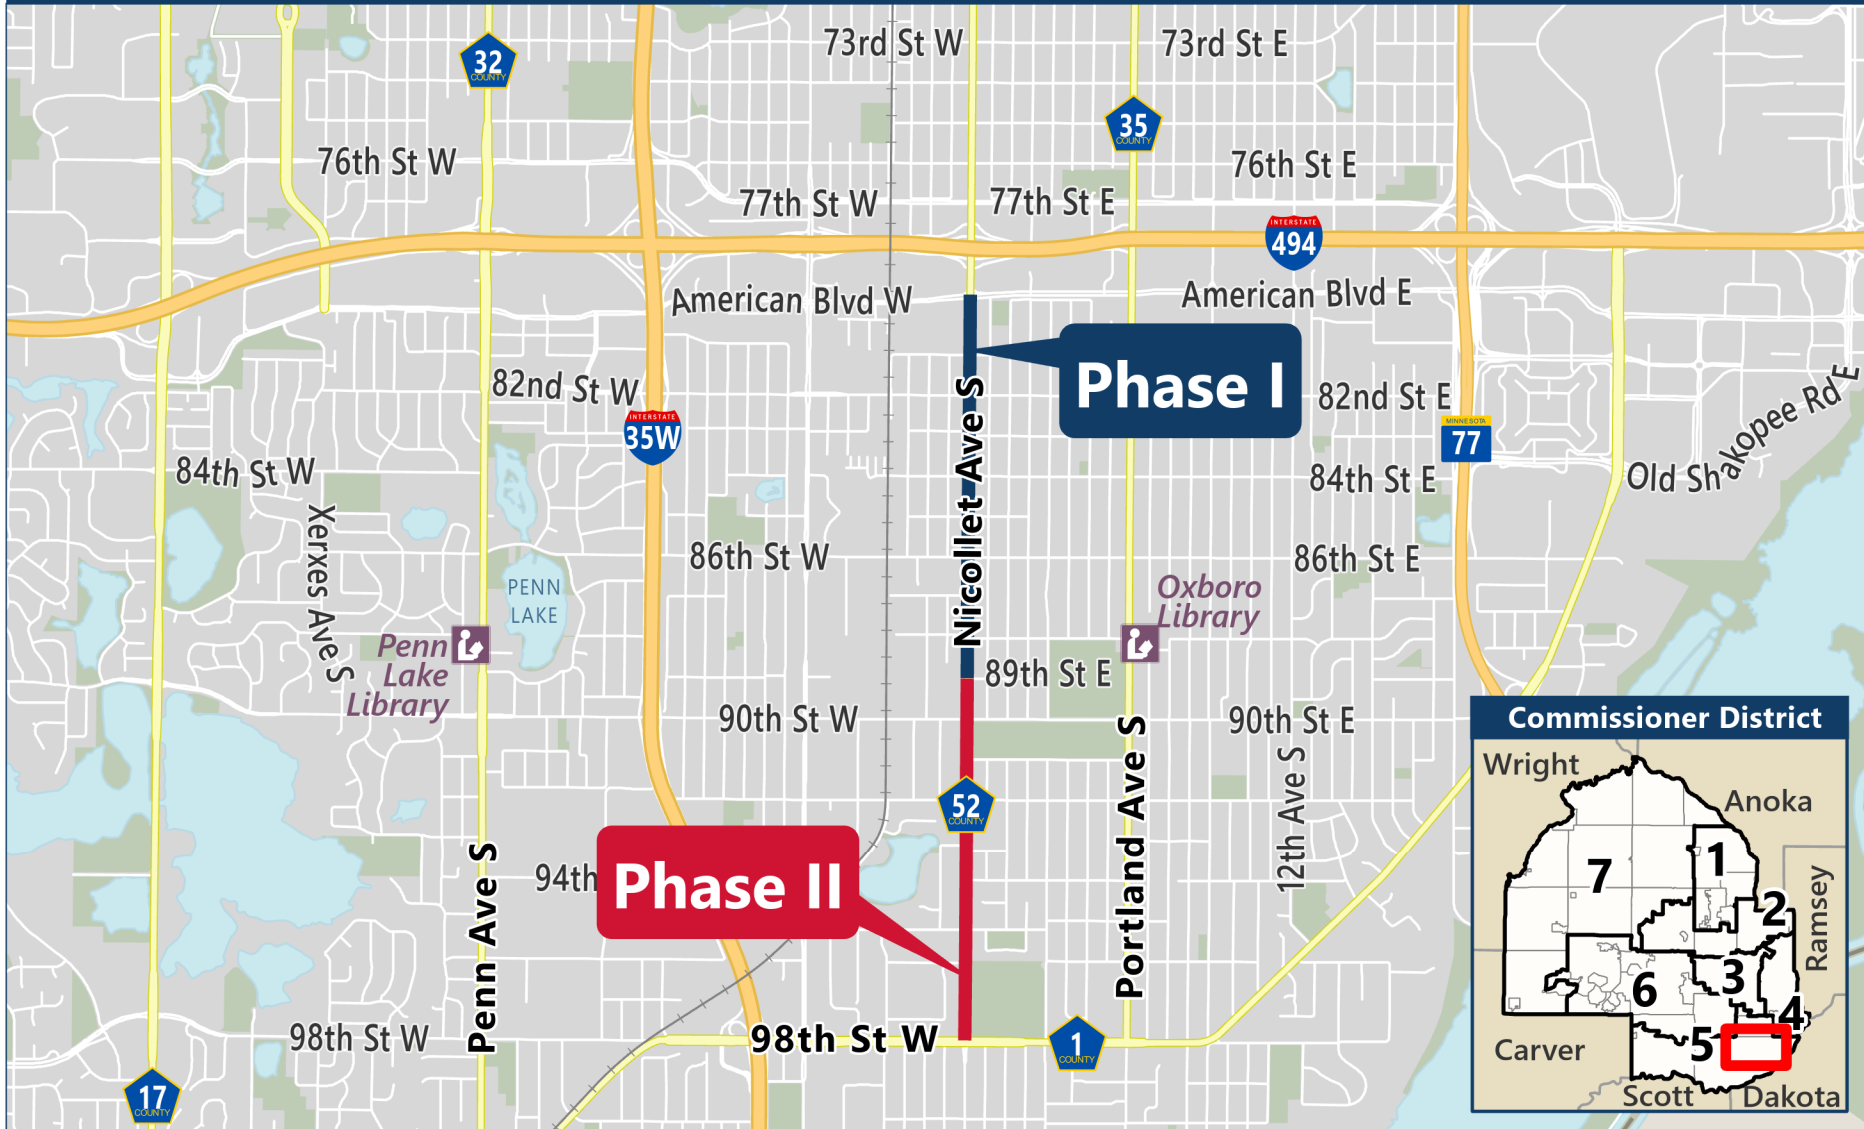 73rd St W
73rd St E
32
COUNTY
35
COUNTY
76th St W
76th St E
77th St W
77th St E
INTERSTATE
494
American Blvd W
American Blvd E
Phase I
82nd St W
82nd St E
INTERSTATE
35W
MINNESOTA
77
Old Shakopee Rd E
84th St W
84th St E
Nicollet Ave S
Xerxes Ave S
86th St W
86th St E
PENN
LAKE
Oxboro
Library
Penn
Lake
Library
89th St E
90th St W
90th St E
Portland Ave S
12th Ave S
52
COUNTY
94th
Phase II
Penn Ave S
98th St W
98th St W
1
COUNTY
17
COUNTY
Commissioner District
Wright
Anoka
Ramsey
7
1
2
3
6
4
5
Carver
Scott
Dakota